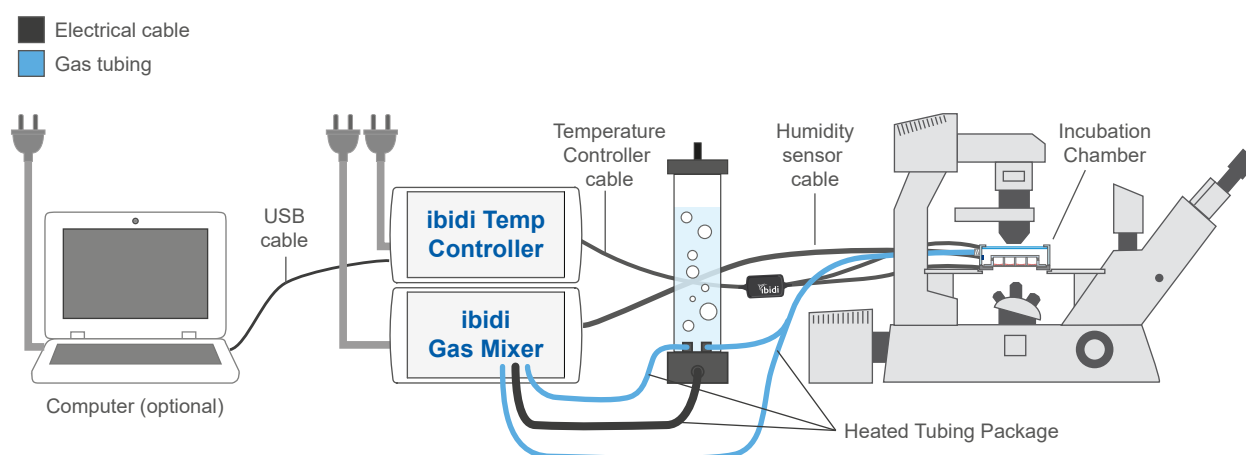 Electrical cable
Gas tubing
Temperature
Controller
cable
Humidity
sensor
cable
Incubation
Chamber
USB
cable
ibidi Temp
Controller
ibidi
ibidi
Gas Mixer
Computer (optional)
Heated Tubing Package